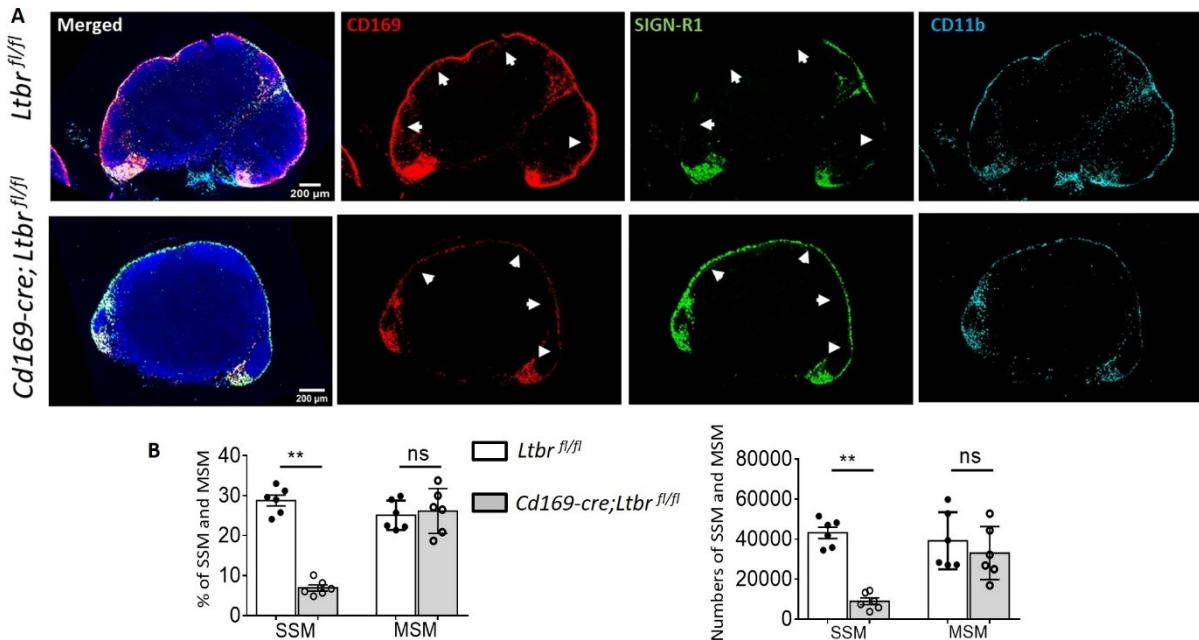 A
Merged
CD169
SIGN-R1
CD11b
Ltbr fl/fl
200 µm
Cd169-cre; Ltbr fl/fl
200 µm
B
% of SSM and MSM
40
30
20
10
0
**
ns
SSM
MSM
Ltbr fl/fl
Cd169-cre;Ltbr fl/fl
Numbers of SSM and MSM
80000
60000
40000
20000
0
**
ns
SSM
MSM